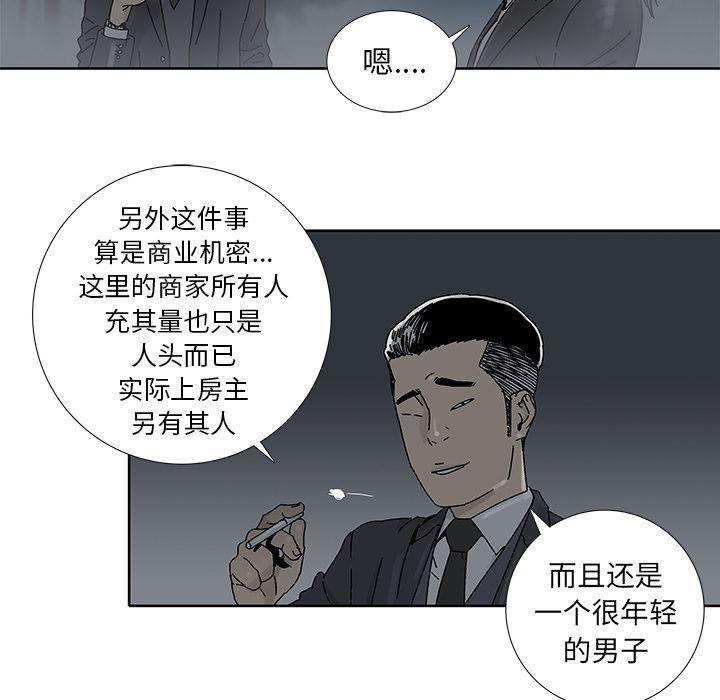 嗯....
另外这件事
算是商业机密...
这里的商家所有人
充其量也只是
人头而已
实际上房主
另有其人
而且还是
一个很年轻
的男子